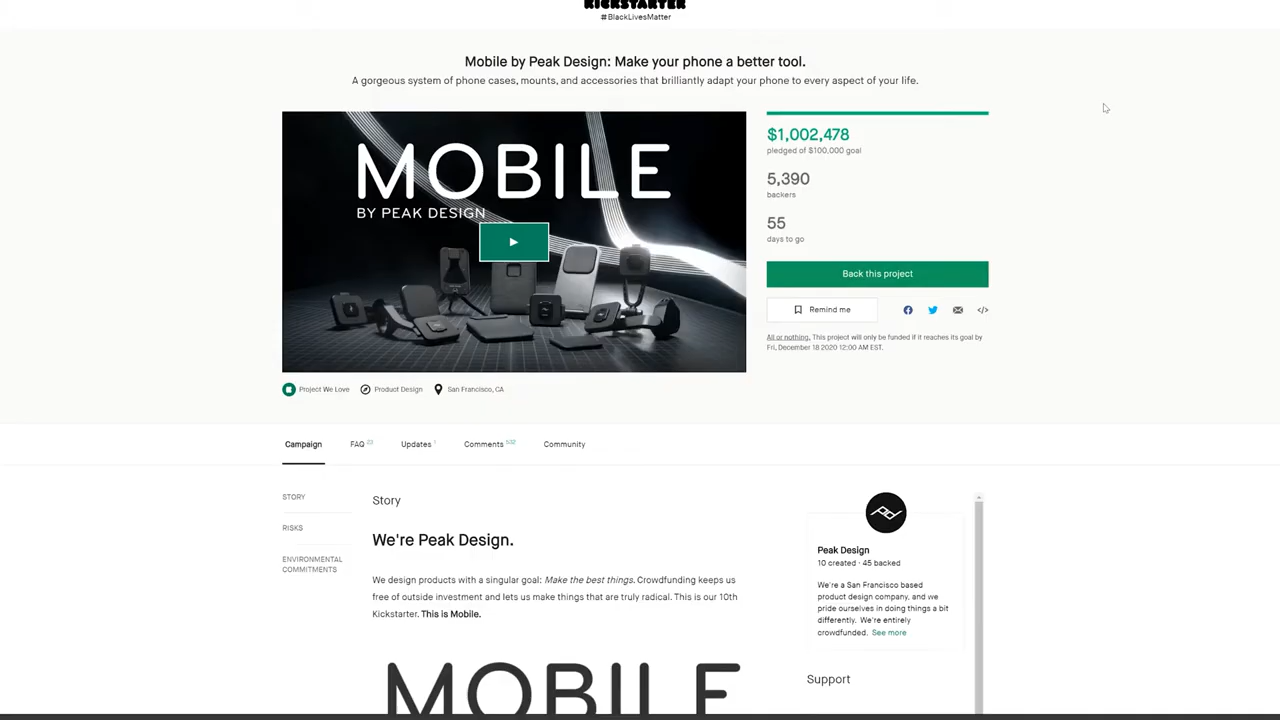 KICKSTARTER
#BlackLivesMatter
Mobile by Peak Design: Make your phone a better tool.
A gorgeous system of phone cases, mounts, and accessories that brilliantly adapt your phone to every aspect of your life.
MOBILE
BY PEAK DESIGN
$1,002,478
pledged of $100,000 goal
5,390
backers
55
days to go
Back this project
Remind me
All or nothing. This project will only be funded if it reaches its goal by
Fri, December 18 2020 12:00 AM EST.
Project We Love
Product Design
San Francisco, CA
Campaign
FAQ 23
Updates 1
Comments
Community
STORY
RISKS
ENVIRONMENTAL
COMMITMENTS
Story
We're Peak Design.
We design products with a singular goal: Make the best things. Crowdfunding keeps us
free of outside investment and lets us make things that are truly radical. This is our 10th
Kickstarter. This is Mobile.
MOBILE
Peak Design
10 created · 45 backed
We're a San Francisco based
product design company, and we
pride ourselves in doing things a bit
differently. We're entirely
crowdfunded. See more
Support